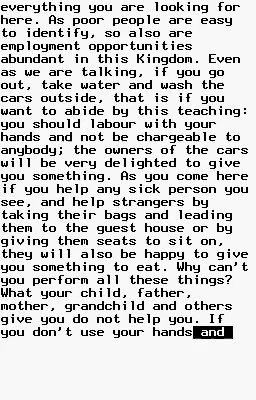 everything you are looking for
here. As poor people are easy
to identify, so also are
employment opportunities
abundant in this Kingdom. Even
as we are talking, if you go
out, take water and wash the
cars outside, that is if you
want to abide by this teaching:
you should labour with your
hands and not be chargeable to
anybody; the owners of the cars
will be very delighted to give
you something. As you come here
if you help any sick person you
see, and help strangers by
taking their bags and leading
them to the guest house or by
giving them seats to sit on,
they will also be happy to give
you something to eat. Why can't
you perform all these things?
What your child, father,
mother, grandchild and others
give you do not help you. If
you don't use your hands and